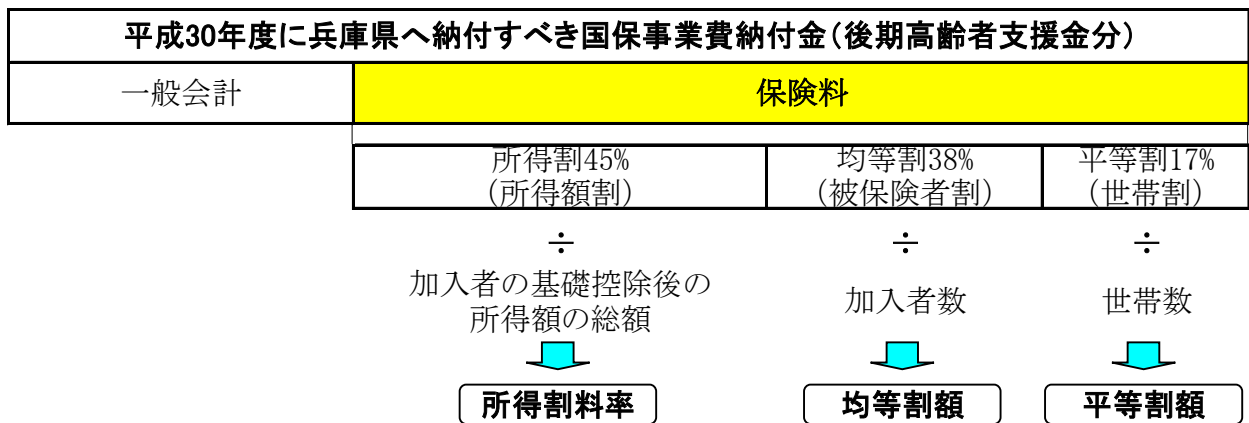 平成30年度に兵庫県へ納付すべき国保事業費納付金(後期高齢者支援金分)
一般会計
保険料
所得割45%
(所得額割)
均等割38%
(被保険者割)
平等割17%
(世帯割)
÷
÷
÷
加入者の基礎控除後の
所得額の総額
加入者数
世帯数
所得割料率
均等割額
平等割額